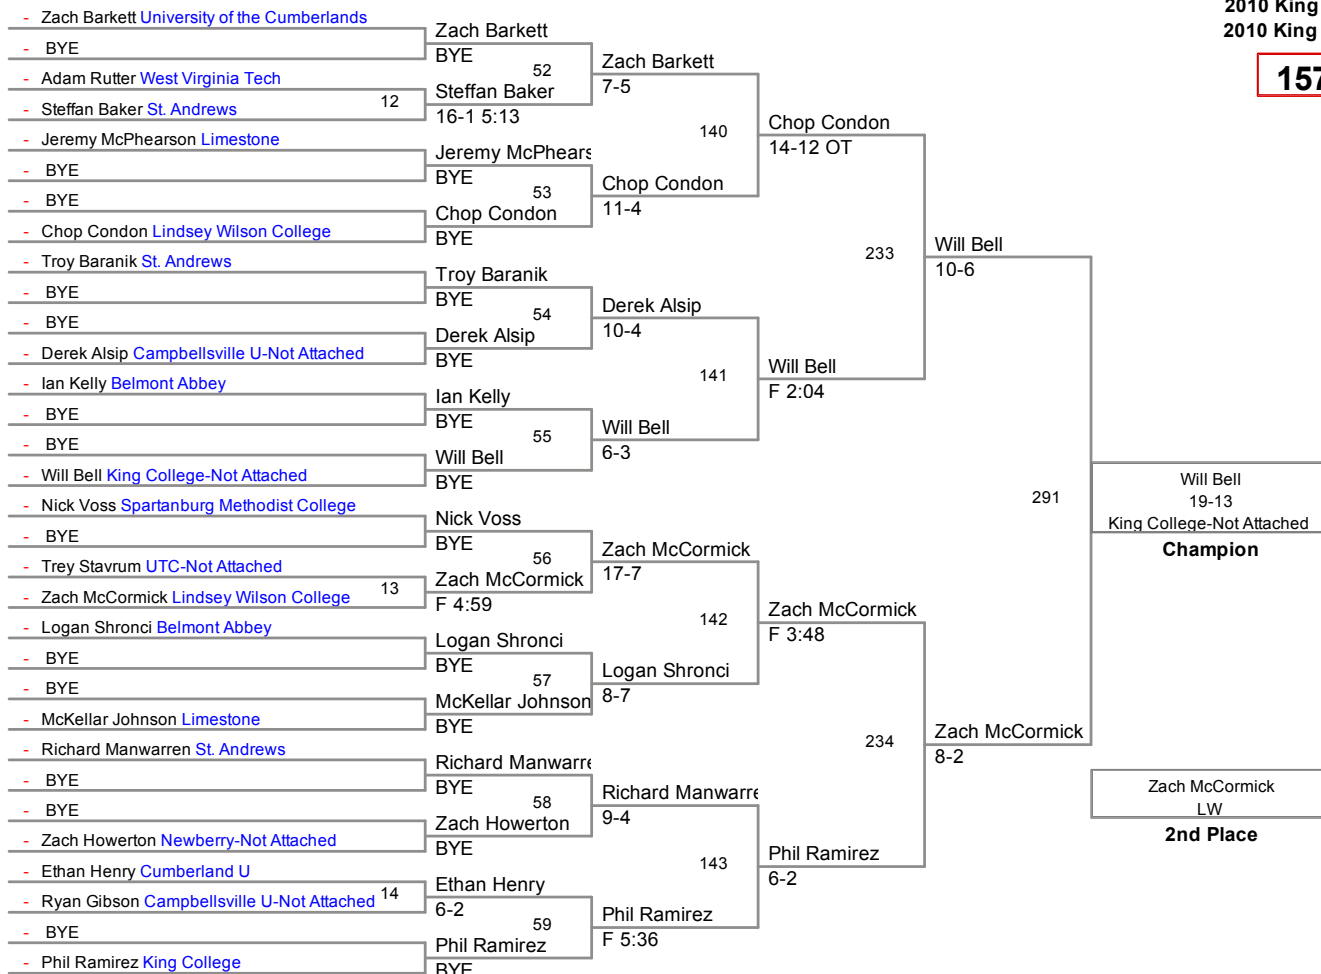 2010 King
2010 King
157
- Zach Barkett University of the Cumberlands
- BYE
- Adam Rutter West Virginia Tech
- Steffan Baker St. Andrews
12
- Jeremy McPhearson Limestone
- BYE
- BYE
- Chop Condon Lindsey Wilson College
- Troy Baranik St. Andrews
- BYE
- BYE
- Derek Alsip Campbellsville U-Not Attached
- Ian Kelly Belmont Abbey
- BYE
- BYE
- Will Bell King College-Not Attached
- Nick Voss Spartanburg Methodist College
- BYE
- Trey Stavrum UTC-Not Attached
- Zach McCormick Lindsey Wilson College
13
- Logan Shronci Belmont Abbey
- BYE
- BYE
- McKellar Johnson Limestone
- Richard Manwarren St. Andrews
- BYE
- BYE
- Zach Howerton Newberry-Not Attached
- Ethan Henry Cumberland U
- Ryan Gibson Campbellsville U-Not Attached
14
- BYE
- Phil Ramirez King College
Zach Barkett
BYE
52
Steffan Baker
16-1 5:13
Jeremy McPhears
BYE
53
Chop Condon
BYE
Troy Baranik
BYE
54
Derek Alsip
BYE
Ian Kelly
BYE
55
Will Bell
BYE
Nick Voss
BYE
56
Zach McCormick
F 4:59
Logan Shronci
BYE
57
McKellar Johnson
BYE
Richard Manwarre
BYE
58
Zach Howerton
BYE
Ethan Henry
6-2
59
Phil Ramirez
BYE
Zach Barkett
7-5
140
Chop Condon
11-4
Derek Alsip
10-4
141
Will Bell
6-3
Zach McCormick
17-7
142
Logan Shronci
8-7
Richard Manwarre
9-4
143
Phil Ramirez
F 5:36
Chop Condon
14-12 OT
233
Will Bell
F 2:04
Zach McCormick
F 3:48
234
Phil Ramirez
6-2
Will Bell
10-6
291
Zach McCormick
8-2
Will Bell
19-13
King College-Not Attached
Champion
Zach McCormick
LW
2nd Place